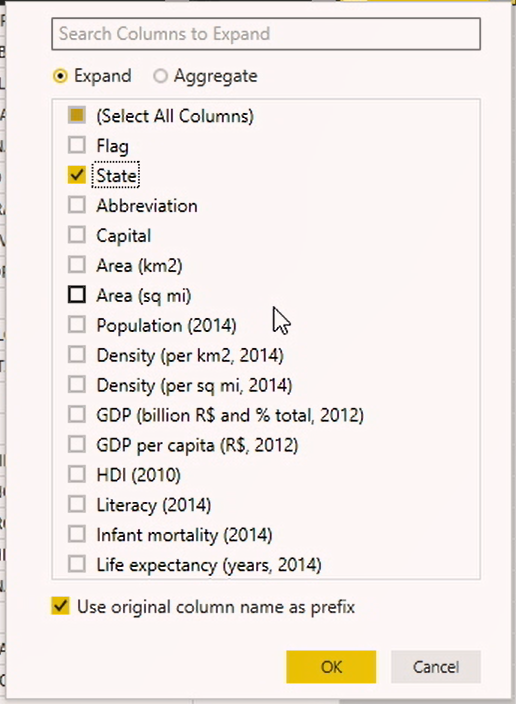 Search Columns to Expand
Expand Aggregate
(Select All Columns)
Flag
State
Abbreviation
Capital
Area (km2)
Area (sq mi)
Population (2014)
Density (per km2, 2014)
Density (per sq mi, 2014)
GDP (billion R$ and % total, 2012)
GDP per capita (R$, 2012)
HDI (2010)
Literacy (2014)
Infant mortality (2014)
Life expectancy (years, 2014)
Use original column name as prefix
OK Cancel